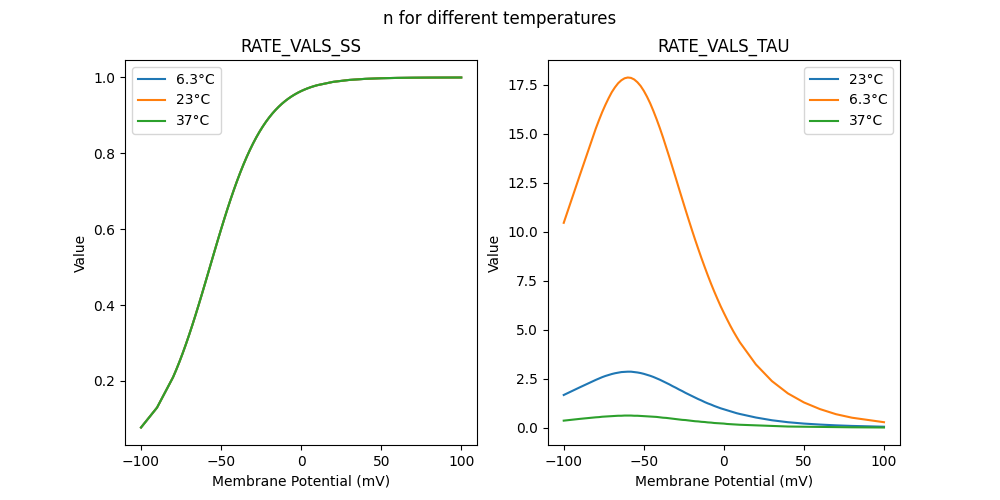 n for different temperatures
RATE_VALS_SS
1.0
0.8
0.6
0.4
0.2
Value
6.3°C
23°C
37°C
−100
−50
0
50
100
Membrane Potential (mV)
RATE_VALS_TAU
17.5
15.0
12.5
10.0
7.5
5.0
2.5
0.0
Value
23°C
6.3°C
37°C
−100
−50
0
50
100
Membrane Potential (mV)